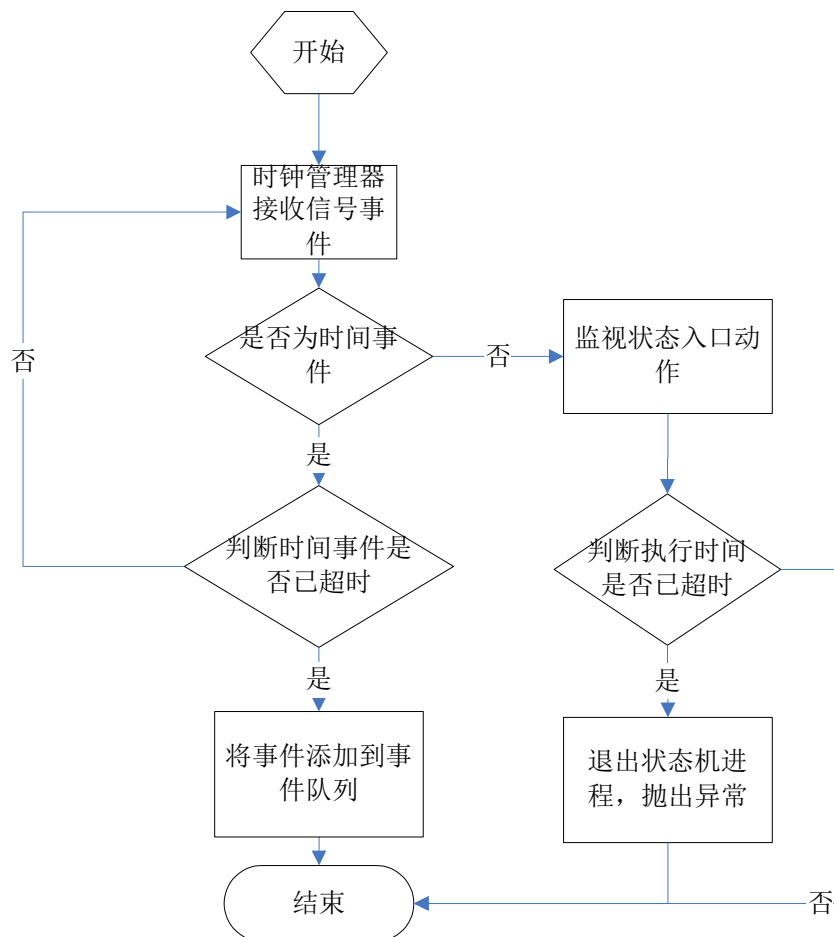 开始
时钟管理器
接收信号事
件
是否为时间事
件
否
监视状态入口动
作
否
是
判断时间事件是
否已超时
判断执行时间
是否已超时
是
是
将事件添加到事
件队列
退出状态机进
程，抛出异常
结束
否